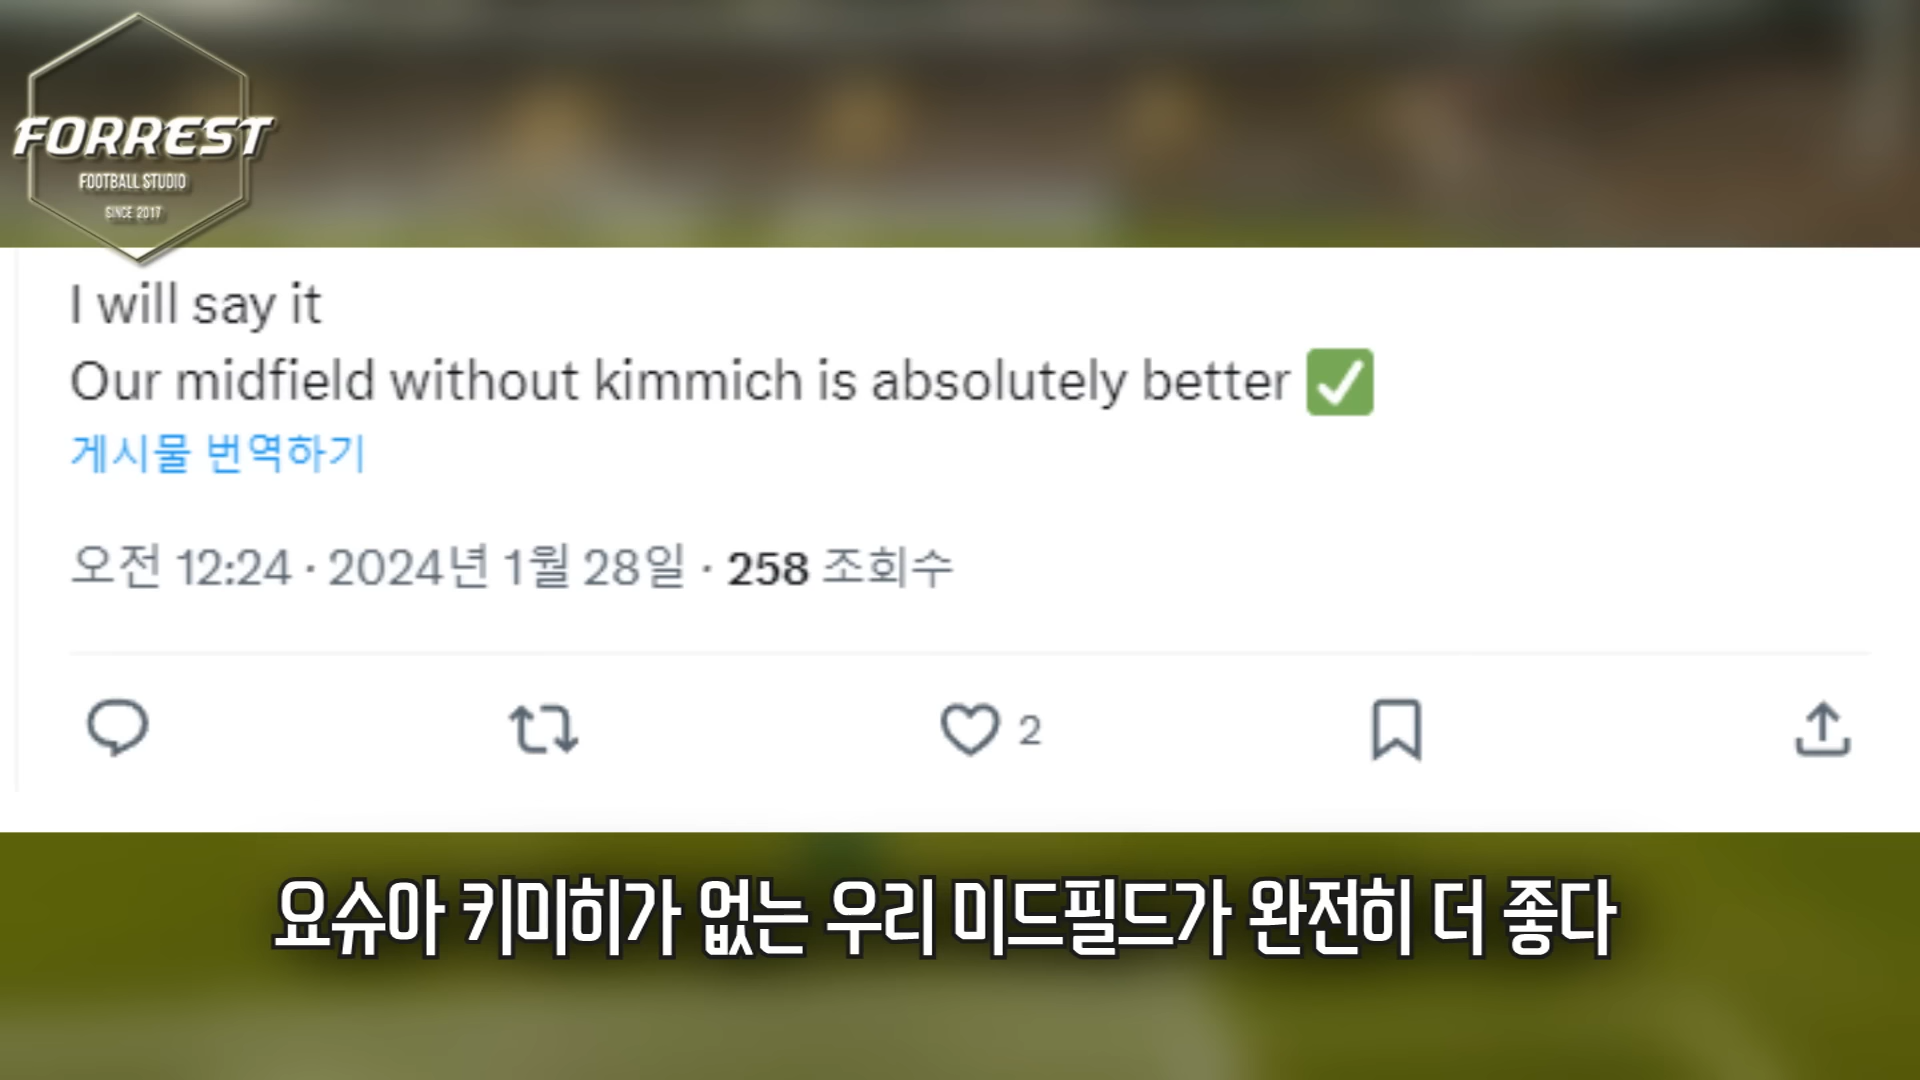 FORREST
FOOTBALL STUDIO
SINCE 2017
I will say it
Our midfield without kimmich is absolutely better ✅
게시물 번역하기
오전 12:24 · 2024년 1월 28일 · 258 조회수
2
요슈아 키미히가 없는 우리 미드필드가 완전히 더 좋다